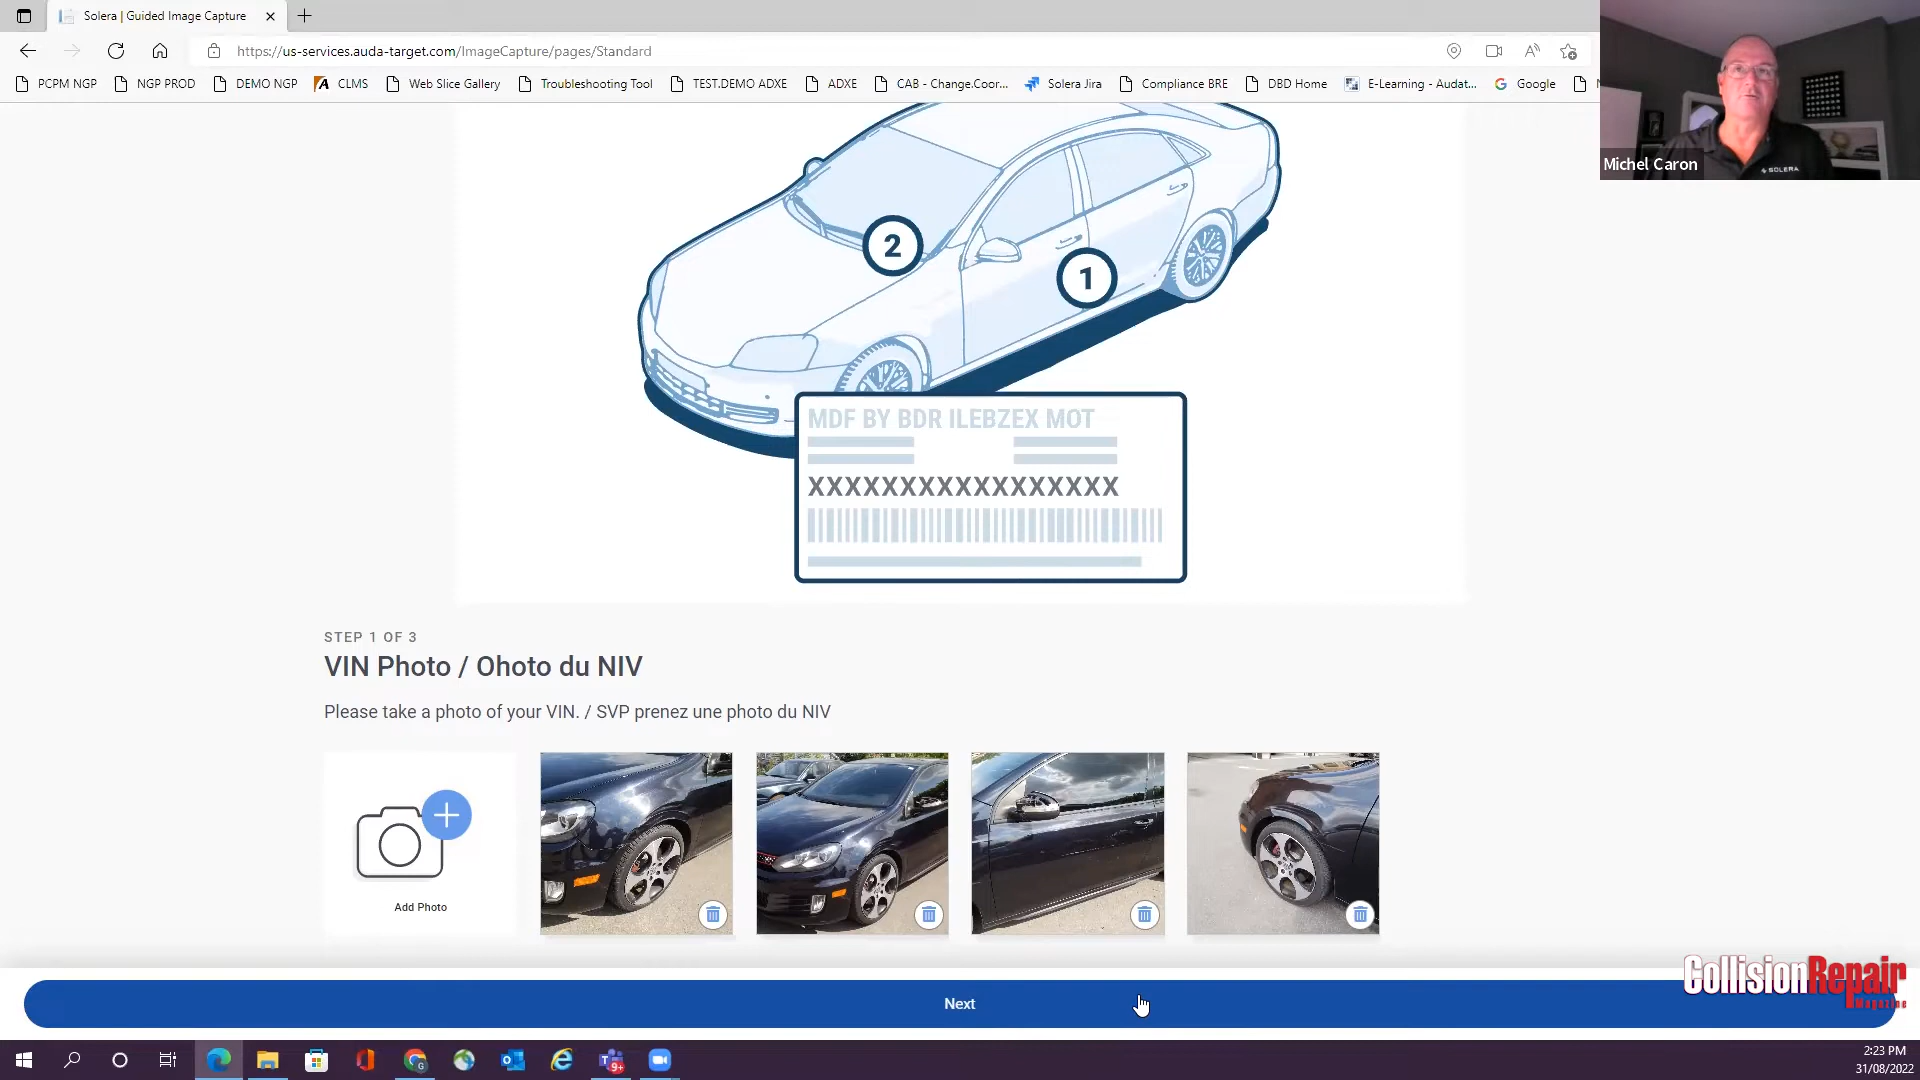 Solera | Guided Image Capture
https://us-services.auda-target.com/ImageCapture/pages/Standard
PCPM NGP
NGP PROD
DEMO NGP
CLMS
Web Slice Gallery
Troubleshooting Tool
TEST.DEMO ADXE
ADXE
CAB - Change.Coor...
Solera Jira
Compliance BRE
DBD Home
E-Learning - Audat...
Google
SOLERA
Michel Caron
2
1
MDF BY BDR ILEBZEX MOT
XXXXXXXXXXXXXXXXX
STEP 1 OF 3
VIN Photo / Ohoto du NIV
Please take a photo of your VIN. / SVP prenez une photo du NIV
Add Photo
CollisionRepair
Magazine
Next
9+
2:23 PM
31/08/2022